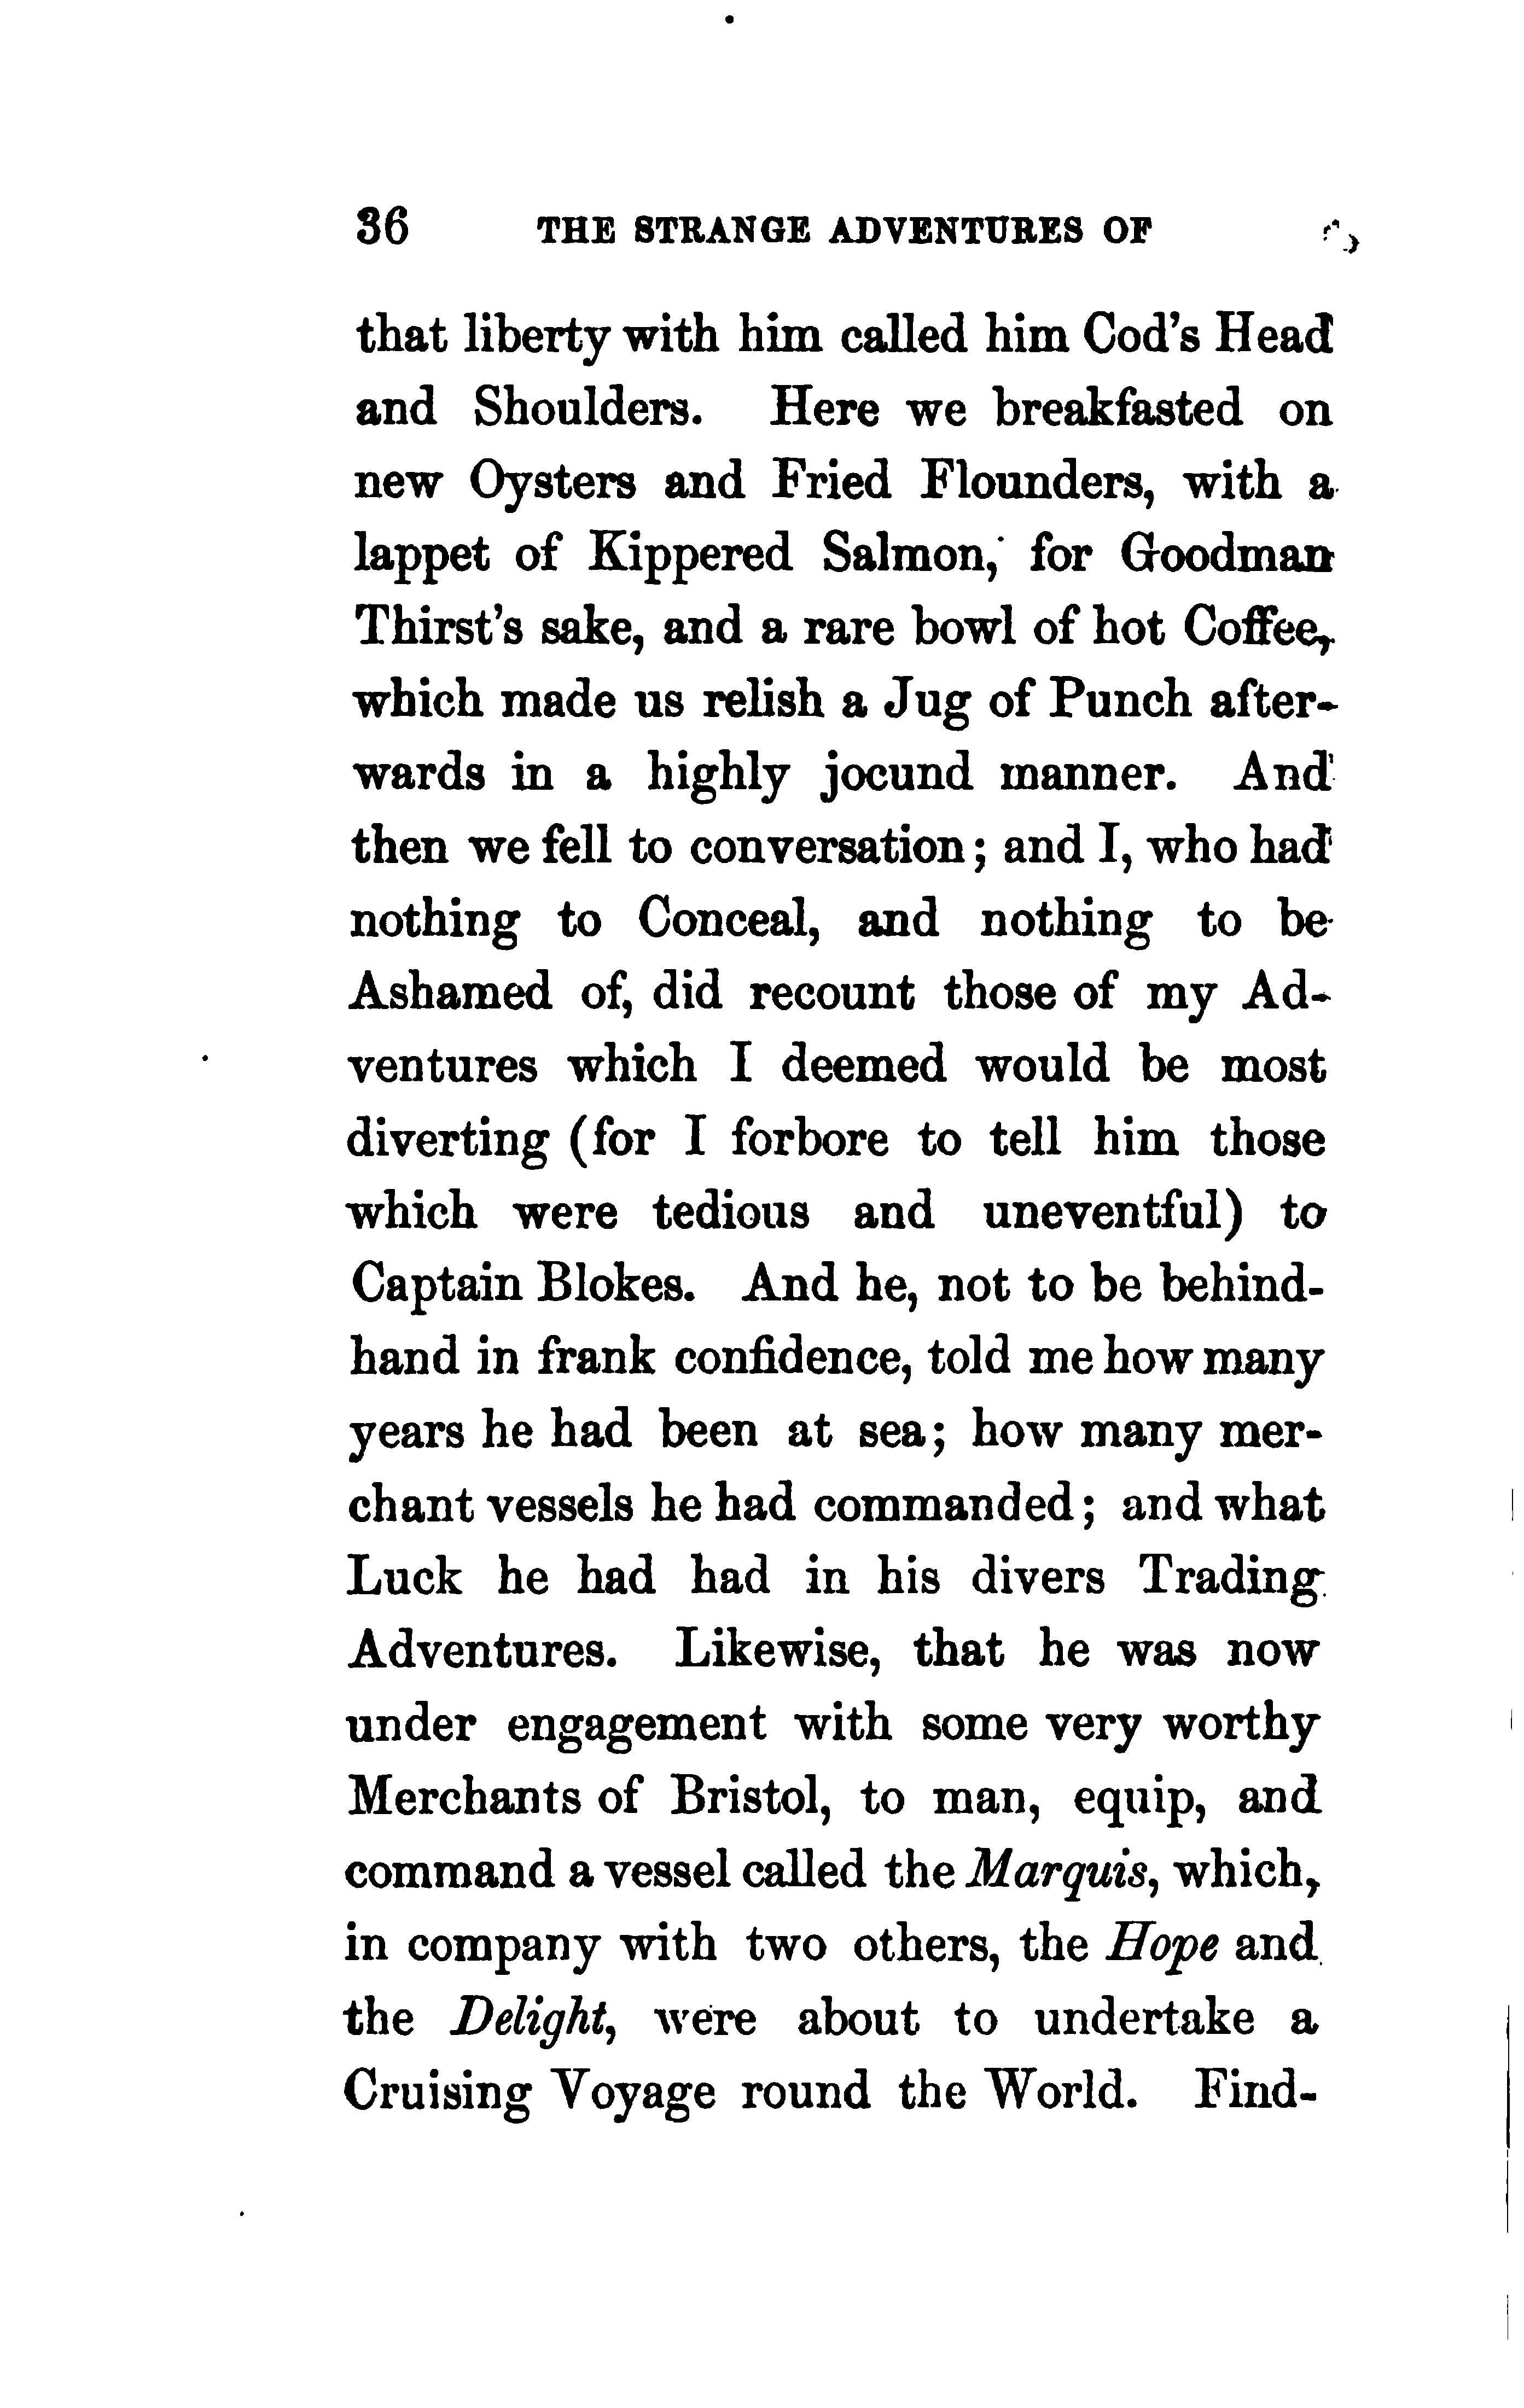 36 THE STRANGE ADVENTURES OF
that liberty with him called him Cod's Head
and Shoulders. Here we breakfasted on
new Oysters and Fried Flounders, with a
lappet of Kippered Salmon, for Goodman
Thirst's sake, and a rare bowl of hot Coffee,
which made us relish a Jug of Punch after-
wards in a highly jocund manner. And
then we fell to conversation; and I, who had
nothing to Conceal, and nothing to be
Ashamed of, did recount those of my Ad-
ventures which I deemed would be most
diverting (for I forbore to tell him those
which were tedious and uneventful) to
Captain Blokes. And he, not to be behind-
hand in frank confidence, told me how many
years he had been at sea; how many mer-
chant vessels he had commanded; and what
Luck he had had in his divers Trading
Adventures. Likewise, that he was now
under engagement with some very worthy
Merchants of Bristol, to man, equip, and
command a vessel called the Marquis, which,
in company with two others, the Hope and
the Delight, were about to undertake a
Cruising Voyage round the World. Find-